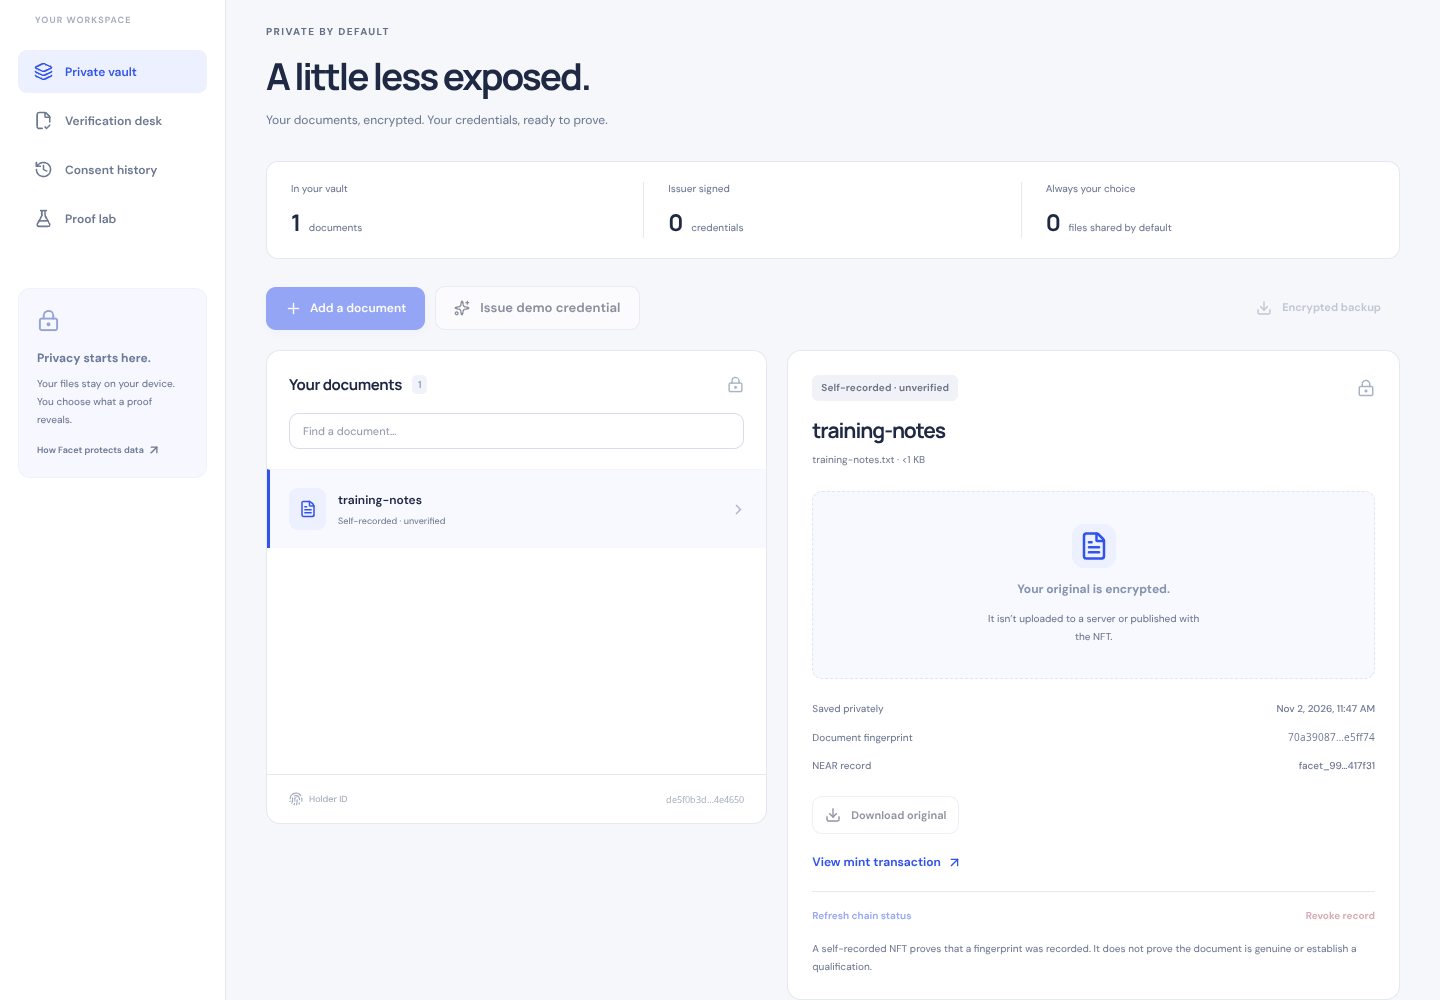 YOUR WORKSPACE
Private vault
Verification desk
Consent history
Proof lab
Privacy starts here.
Your files stay on your device.
You choose what a proof
reveals.
How Facet protects data
PRIVATE BY DEFAULT
A little less exposed.
Your documents, encrypted. Your credentials, ready to prove.
In your vault
1 documents
Issuer signed
0 credentials
Always your choice
0 files shared by default
Add a document
Issue demo credential
Encrypted backup
Your documents 1
Find a document...
training-notes
Self-recorded · unverified
Holder ID
de5f0b3d...4e4650
Self-recorded · unverified
training-notes
training-notes.txt · <1 KB
Your original is encrypted.
It isn't uploaded to a server or published with
the NFT.
Saved privately
Nov 2, 2026, 11:47 AM
Document fingerprint
70a39087...e5ff74
NEAR record
facet_99...417f31
Download original
View mint transaction
Refresh chain status
Revoke record
A self-recorded NFT proves that a fingerprint was recorded. It does not prove the document is genuine or establish a
qualification.